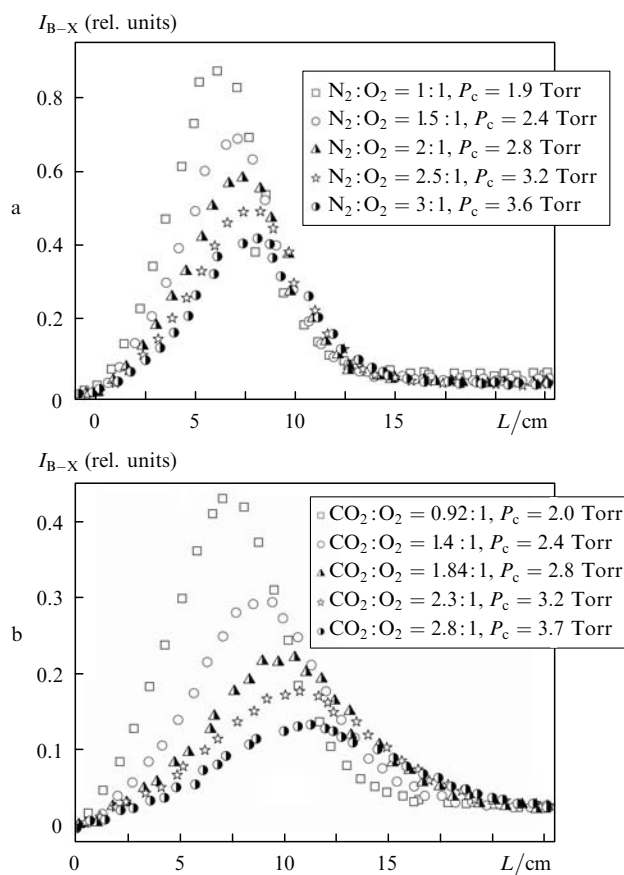 I_B−X (rel. units)
a
0.8
0.6
0.4
0.2
0
N₂:O₂ = 1:1, P_c = 1.9 Torr
N₂:O₂ = 1.5:1, P_c = 2.4 Torr
N₂:O₂ = 2:1, P_c = 2.8 Torr
N₂:O₂ = 2.5:1, P_c = 3.2 Torr
N₂:O₂ = 3:1, P_c = 3.6 Torr
0 5 10 15 L/cm
I_B−X (rel. units)
b
0.4
0.3
0.2
0.1
0
CO₂:O₂ = 0.92:1, P_c = 2.0 Torr
CO₂:O₂ = 1.4:1, P_c = 2.4 Torr
CO₂:O₂ = 1.84:1, P_c = 2.8 Torr
CO₂:O₂ = 2.3:1, P_c = 3.2 Torr
CO₂:O₂ = 2.8:1, P_c = 3.7 Torr
0 5 10 15 L/cm